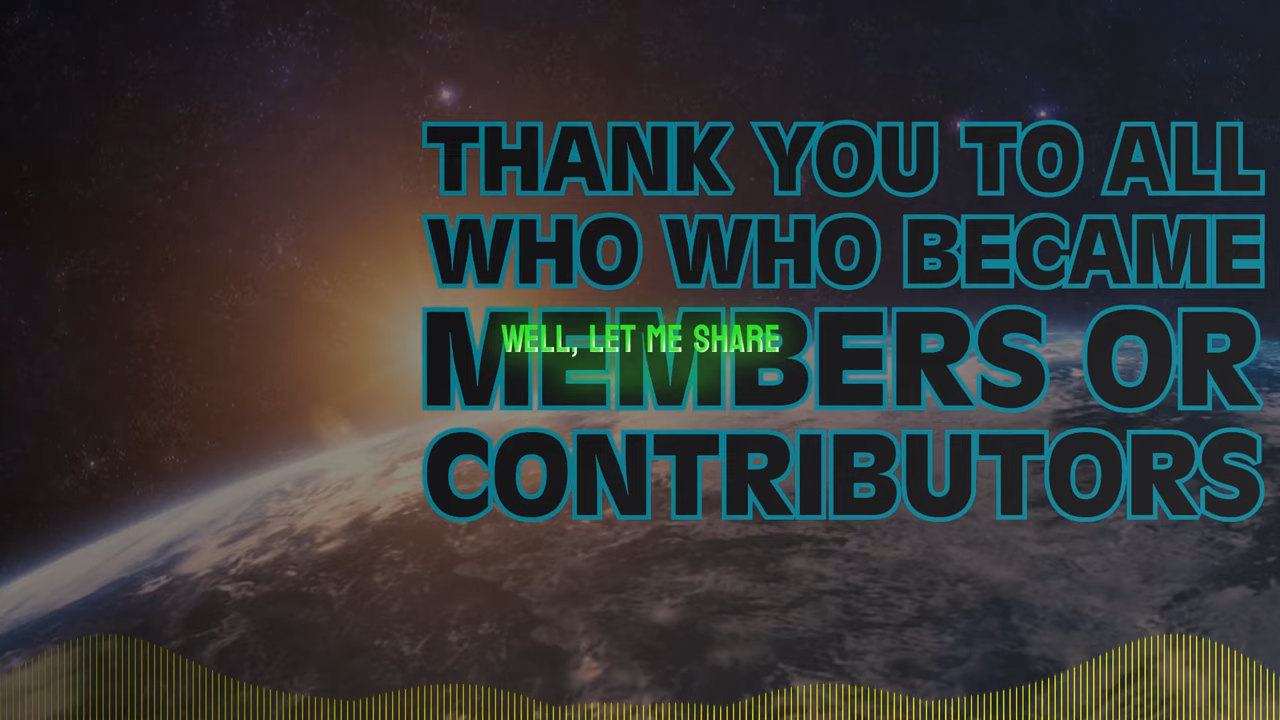 THANK YOU TO ALL
WHO WHO BECAME
MEMBERS OR
WELL, LET ME SHARE
CONTRIBUTORS